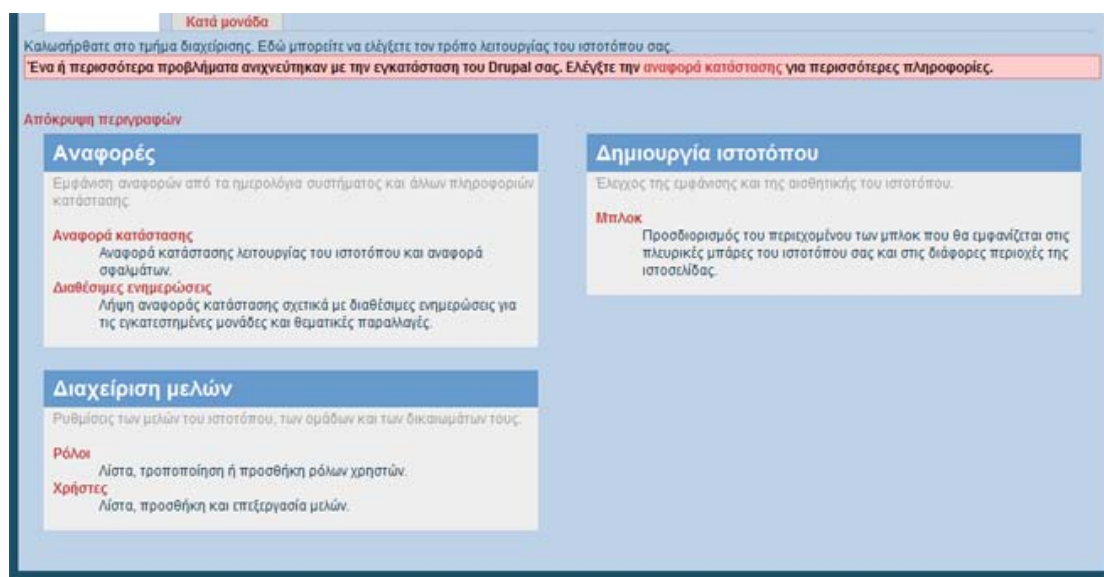 Κατά μονάδα
Καλωσήρθατε στο τμήμα διαχείρισης. Εδώ μπορείτε να ελέγξετε τον τρόπο λειτουργίας του ιστοτόπου σας.
Ένα ή περισσότερα προβλήματα ανιχνεύτηκαν με την εγκατάσταση του Drupal σας. Ελέγξτε την αναφορά κατάστασης για περισσότερες πληροφορίες.
Απόκρυψη περιγραφών
Αναφορές
Εμφάνιση αναφορών από τα ημερολόγια συστήματος και άλλων πληροφοριών
κατάστασης.
Αναφορά κατάστασης
Αναφορά κατάστασης λειτουργίας του ιστοτόπου και αναφορά
σφαλμάτων.
Διαθέσιμες ενημερώσεις
Λήψη αναφοράς κατάστασης σχετικά με διαθέσιμες ενημερώσεις για
τις εγκατεστημένες μονάδες και θεματικές παραλλαγές.
Διαχείριση μελών
Ρυθμίσεις των μελών του ιστοτόπου, των ομάδων και των δικαιωμάτων τους.
Ρόλοι
Λίστα, τροποποίηση ή προσθήκη ρόλων χρηστών.
Χρήστες
Λίστα, προσθήκη και επεξεργασία μελών.
Δημιουργία ιστοτόπου
Έλεγχος της εμφάνισης και της αισθητικής του ιστοτόπου.
Μπλοκ
Προσδιορισμός του περιεχομένου των μπλοκ που θα εμφανίζεται στις
πλευρικές μπάρες του ιστοτόπου σας και στις διάφορες περιοχές της
ιστοσελίδας.